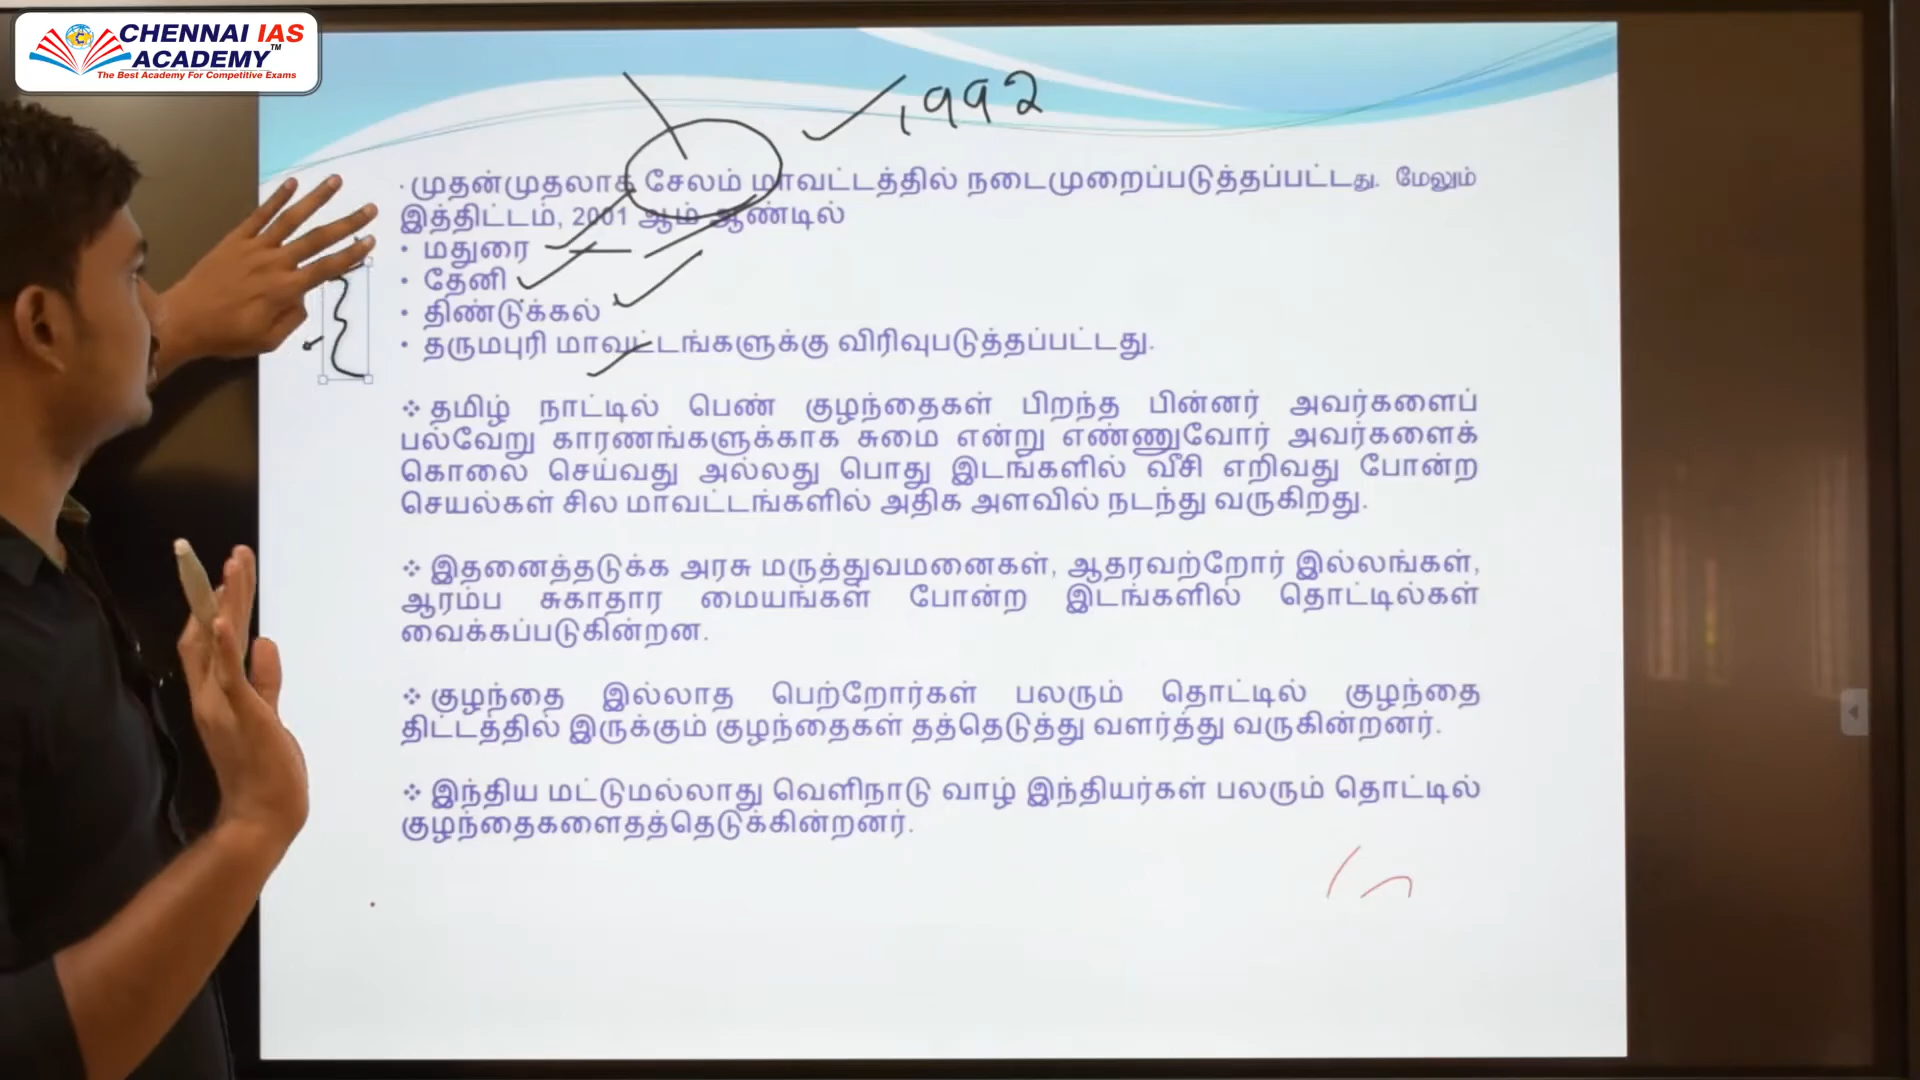 CHENNAI IAS
ACADEMY™
The Best Academy For Competitive Exams
1992
முதன்முதலாக சேலம் மாவட்டத்தில் நடைமுறைப்படுத்தப்பட்டது. மேலும்
இத்திட்டம், 2001 ஆம் ஆண்டில்
• மதுரை
• தேனி
• திண்டுக்கல்
• தருமபுரி மாவட்டங்களுக்கு விரிவுபடுத்தப்பட்டது.
❖ தமிழ் நாட்டில் பெண் குழந்தைகள் பிறந்த பின்னர் அவர்களைப்
பல்வேறு காரணங்களுக்காக சுமை என்று எண்ணுவோர் அவர்களைக்
கொலை செய்வது அல்லது பொது இடங்களில் வீசி எறிவது போன்ற
செயல்கள் சில மாவட்டங்களில் அதிக அளவில் நடந்து வருகிறது.
❖ இதனைத்தடுக்க அரசு மருத்துவமனைகள், ஆதரவற்றோர் இல்லங்கள்,
ஆரம்ப சுகாதார மையங்கள் போன்ற இடங்களில் தொட்டில்கள்
வைக்கப்படுகின்றன.
❖ குழந்தை இல்லாத பெற்றோர்கள் பலரும் தொட்டில் குழந்தை
திட்டத்தில் இருக்கும் குழந்தைகள் தத்தெடுத்து வளர்த்து வருகின்றனர்.
❖ இந்திய மட்டுமல்லாது வெளிநாடு வாழ் இந்தியர்கள் பலரும் தொட்டில்
குழந்தைகளைதத்தெடுக்கின்றனர்.